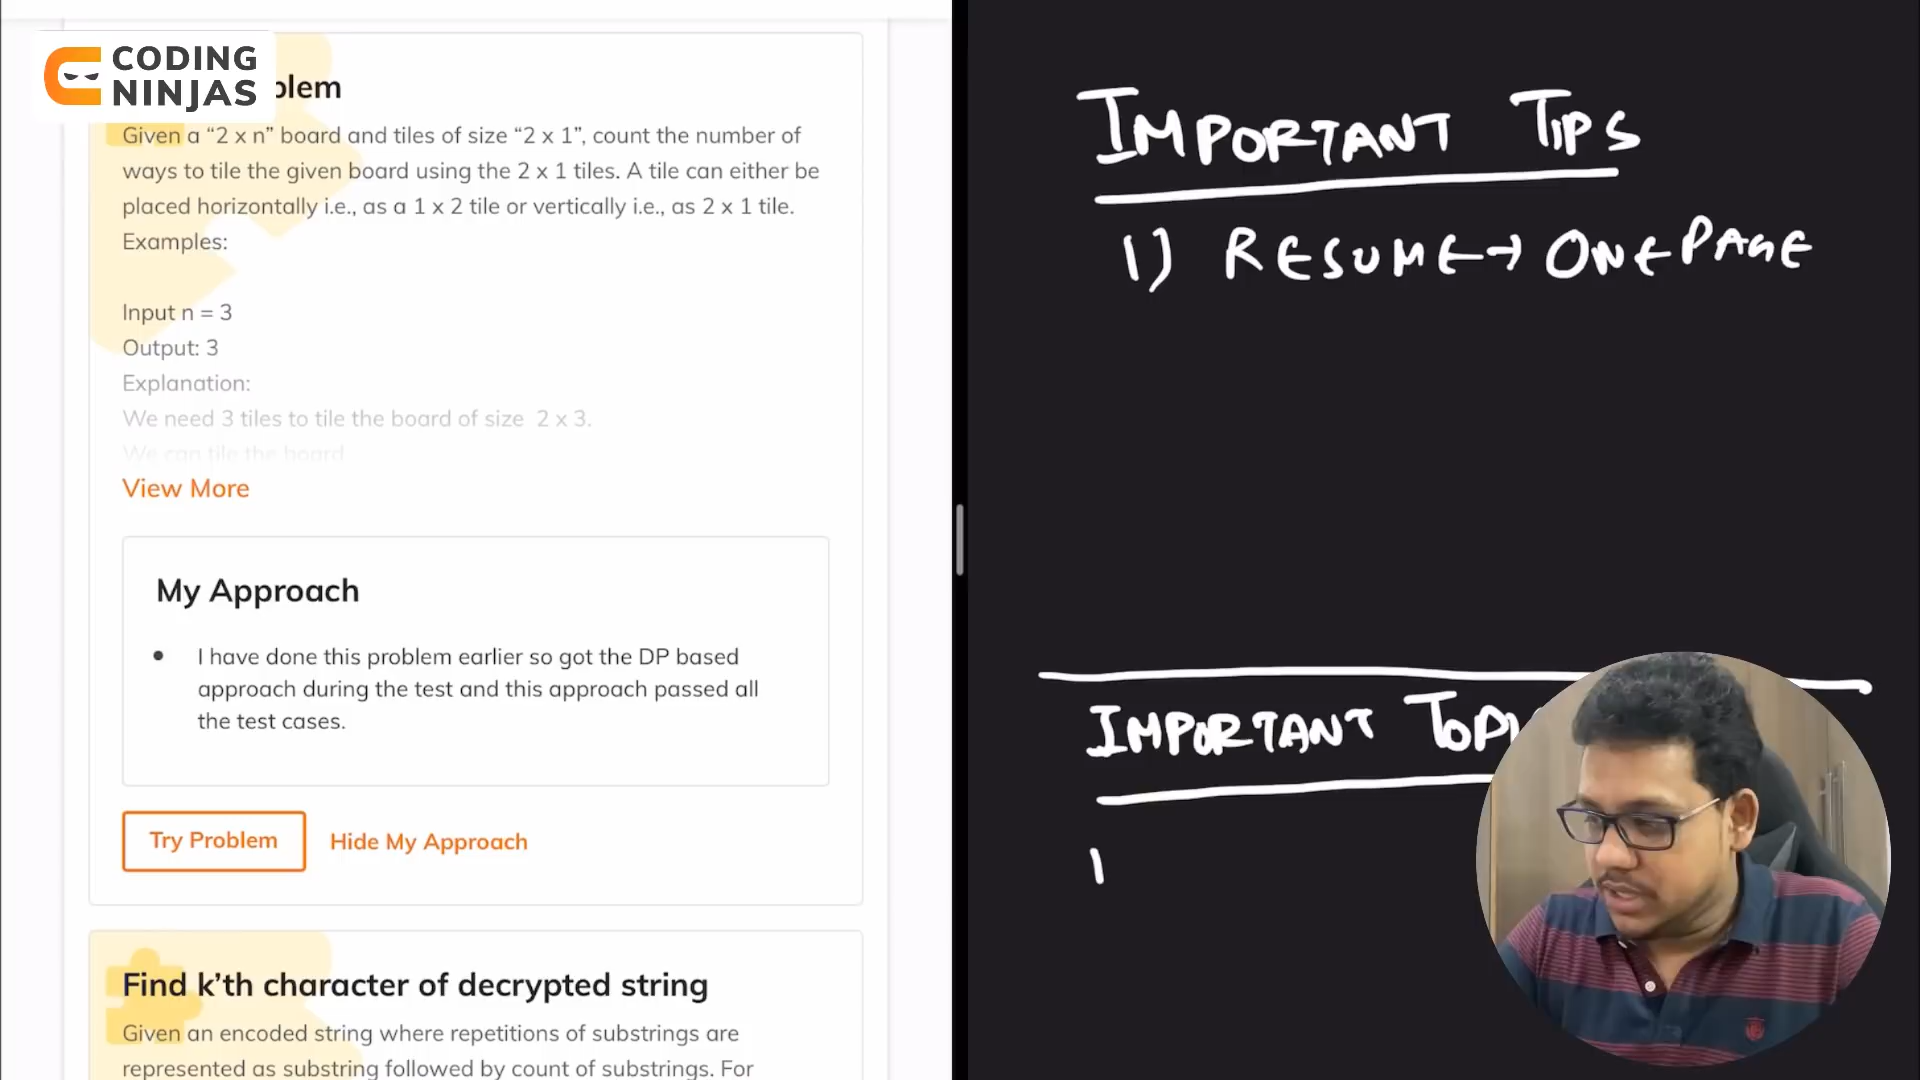 CODING
NINJAS
blem
Given a “2 x n” board and tiles of size “2 x 1”, count the number of
ways to tile the given board using the 2 x 1 tiles. A tile can either be
placed horizontally i.e., as a 1 x 2 tile or vertically i.e., as 2 x 1 tile.
Examples:
Input n = 3
Output: 3
Explanation:
We need 3 tiles to tile the board of size 2 x 3.
We can tile the board
View More
My Approach
• I have done this problem earlier so got the DP based
approach during the test and this approach passed all
the test cases.
Try Problem
Hide My Approach
Find k’th character of decrypted string
Given an encoded string where repetitions of substrings are
represented as substring followed by count of substrings. For
IMPORTANT TIPS
1) RESUME → ONE PAGE
IMPORTANT TOPI
1